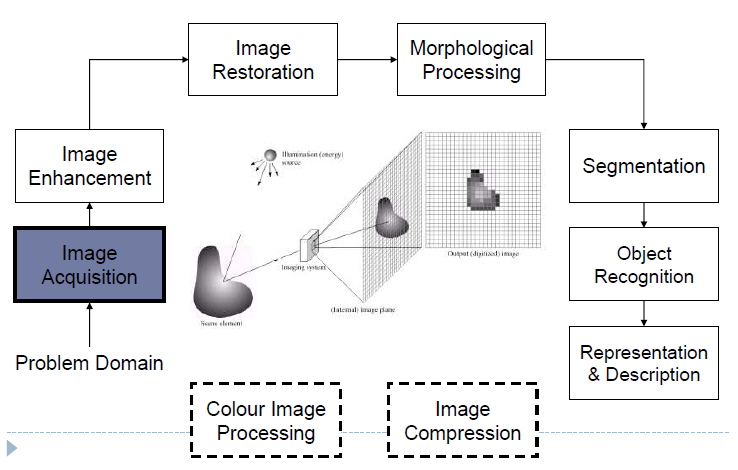 Image
Restoration
Morphological
Processing
Image
Enhancement
Illumination (energy)
source
Segmentation
Image
Acquisition
Imaging system
Output (digitized) image
Object
Recognition
(Internal) image plane
Scene element
Problem Domain
Representation
& Description
Colour Image
Processing
Image
Compression